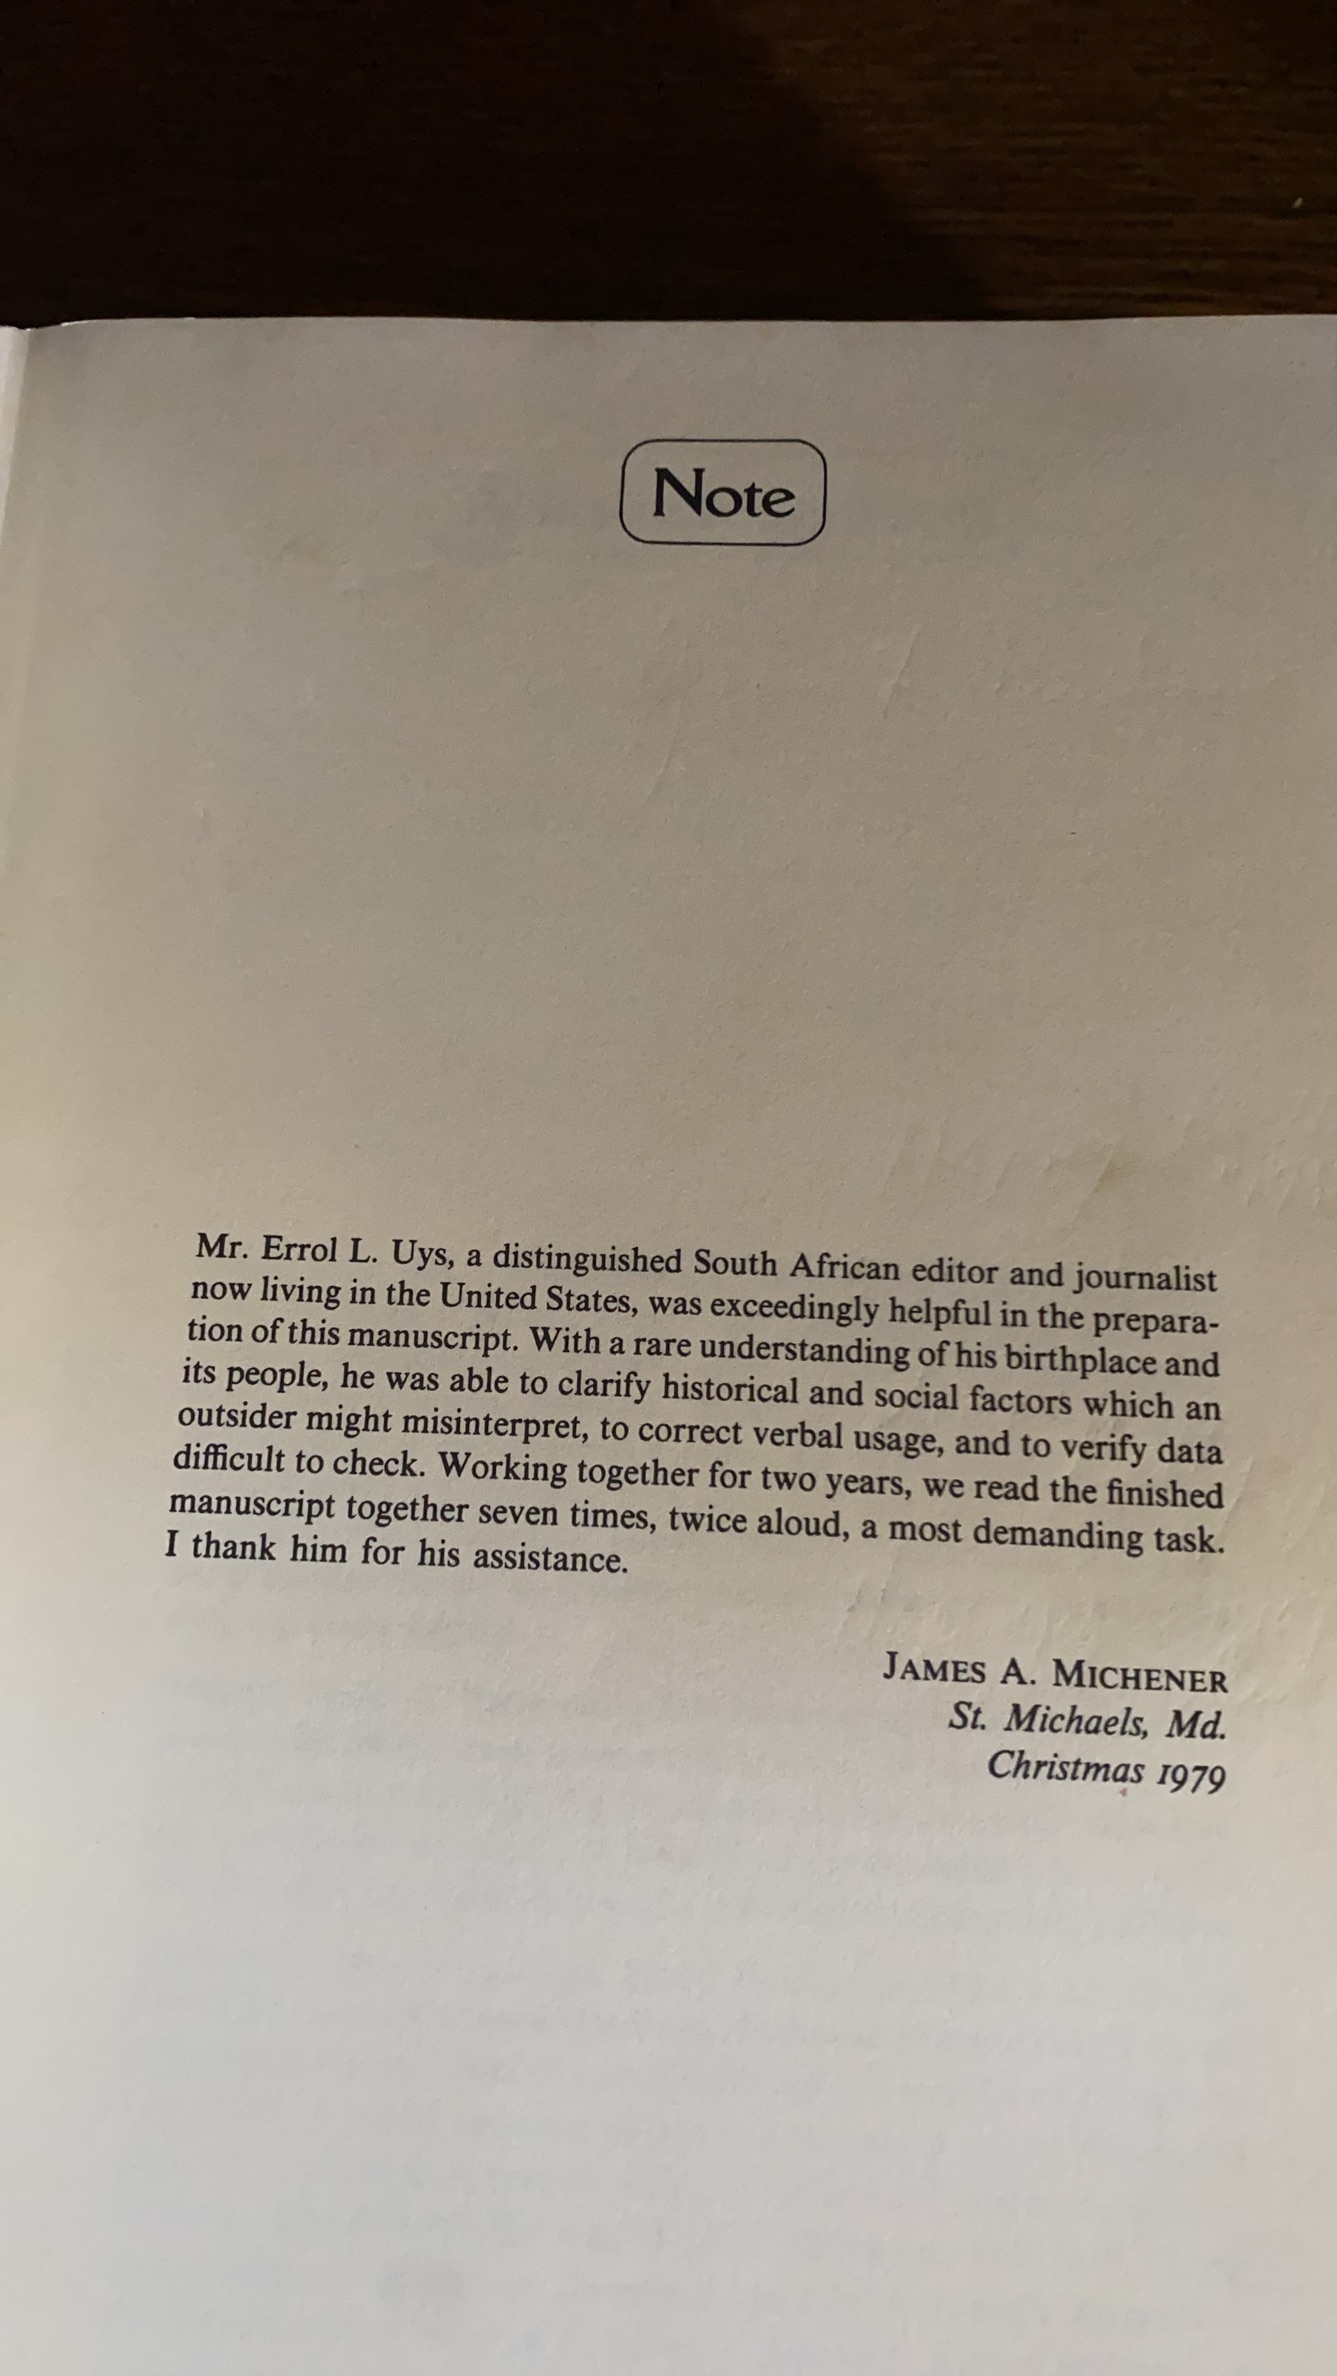 Note
Mr. Errol L. Uys, a distinguished South African editor and journalist
now living in the United States, was exceedingly helpful in the prepara-
tion of this manuscript. With a rare understanding of his birthplace and
its people, he was able to clarify historical and social factors which an
outsider might misinterpret, to correct verbal usage, and to verify data
difficult to check. Working together for two years, we read the finished
manuscript together seven times, twice aloud, a most demanding task.
I thank him for his assistance.
JAMES A. MICHENER
St. Michaels, Md.
Christmas 1979